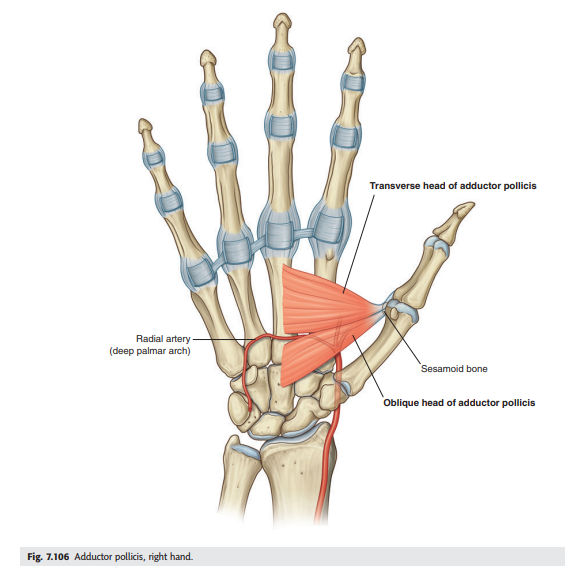 Transverse head of adductor pollicis
Radial artery
(deep palmar arch)
Sesamoid bone
Oblique head of adductor pollicis
Fig. 7.106 Adductor pollicis, right hand.